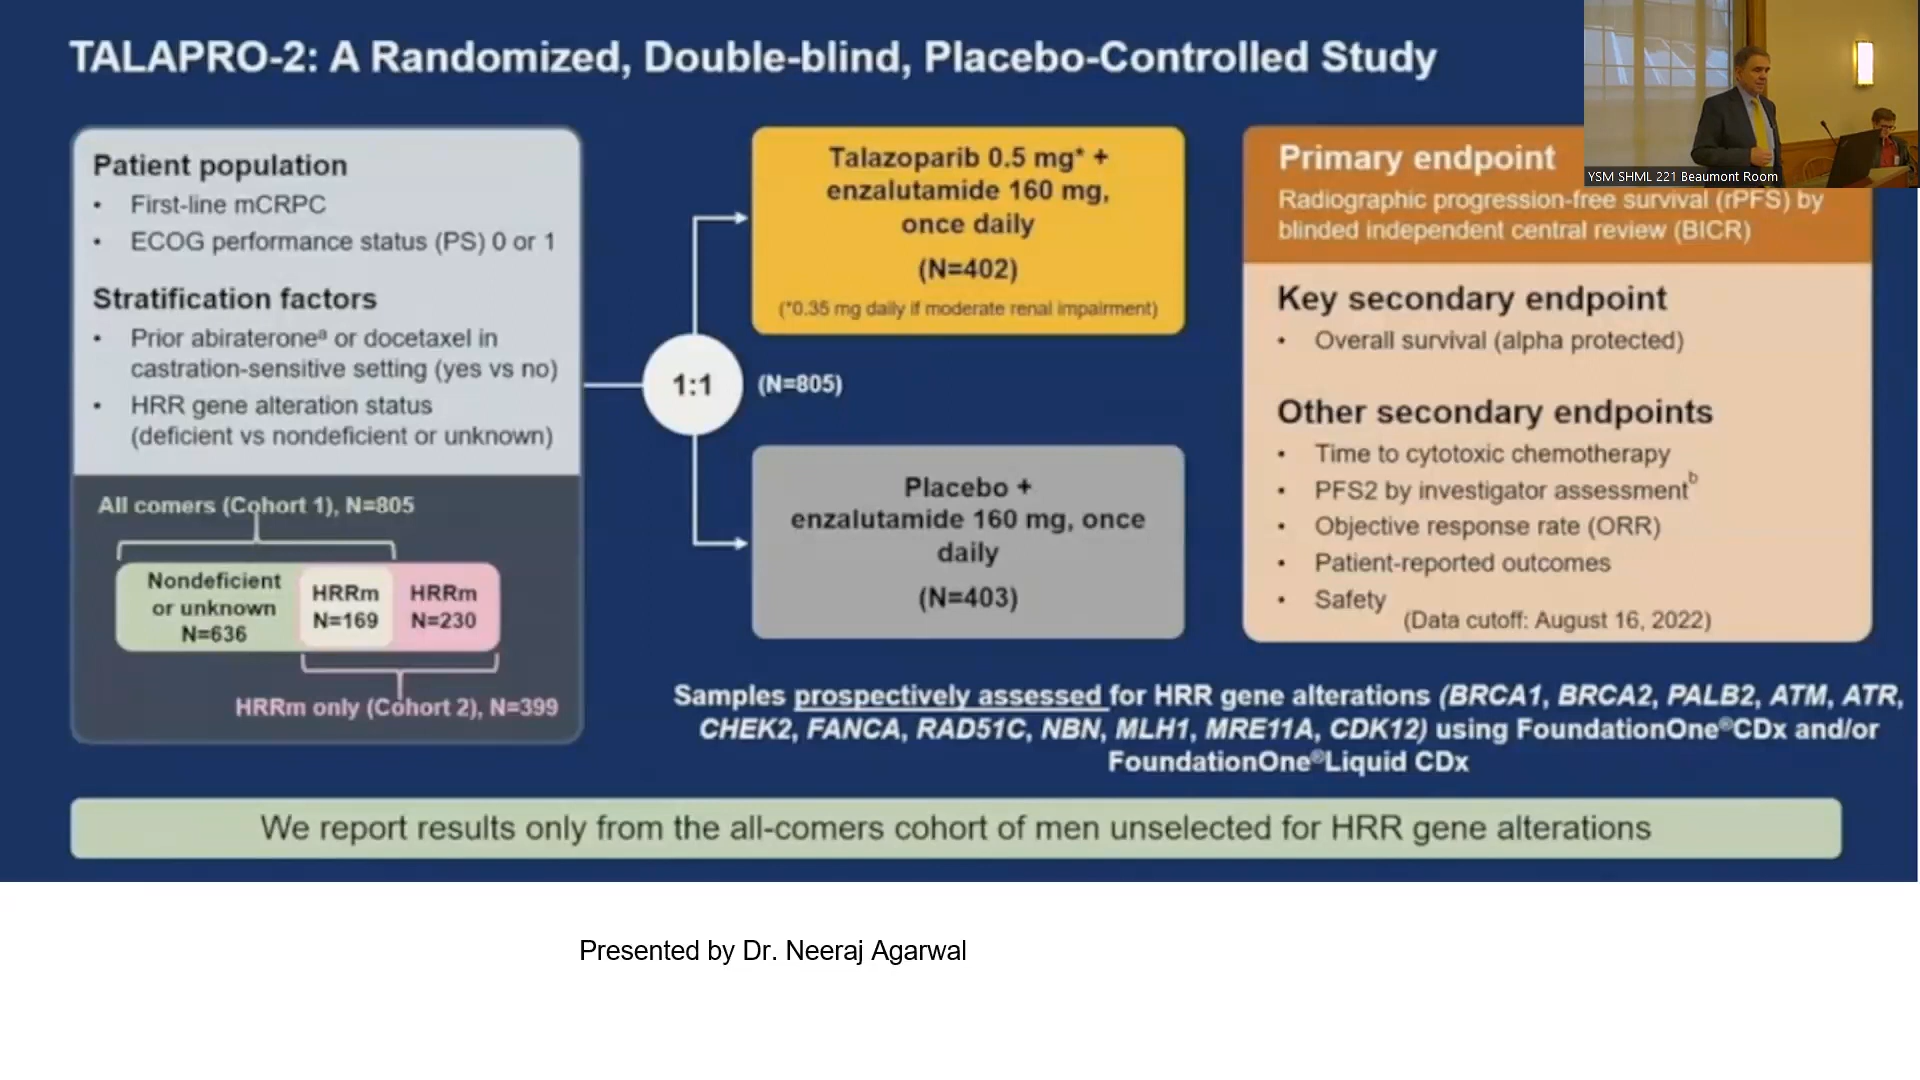 TALAPRO-2: A Randomized, Double-blind, Placebo-Controlled Study
YSM SHML 221 Beaumont Room
Patient population
• First-line mCRPC
• ECOG performance status (PS) 0 or 1
Stratification factors
• Prior abirateroneª or docetaxel in
castration-sensitive setting (yes vs no)
• HRR gene alteration status
(deficient vs nondeficient or unknown)
All comers (Cohort 1), N=805
Nondeficient
or unknown
N=636
HRRm
N=169
HRRm
N=230
HRRm only (Cohort 2), N=399
1:1
(N=805)
Talazoparib 0.5 mg* +
enzalutamide 160 mg,
once daily
(N=402)
(*0.35 mg daily if moderate renal impairment)
Placebo +
enzalutamide 160 mg, once
daily
(N=403)
Primary endpoint
Radiographic progression-free survival (rPFS) by
blinded independent central review (BICR)
Key secondary endpoint
• Overall survival (alpha protected)
Other secondary endpoints
• Time to cytotoxic chemotherapy
• PFS2 by investigator assessmentᵇ
• Objective response rate (ORR)
• Patient-reported outcomes
• Safety
(Data cutoff: August 16, 2022)
Samples prospectively assessed for HRR gene alterations (BRCA1, BRCA2, PALB2, ATM, ATR,
CHEK2, FANCA, RAD51C, NBN, MLH1, MRE11A, CDK12) using FoundationOne®CDx and/or
FoundationOne®Liquid CDx
We report results only from the all-comers cohort of men unselected for HRR gene alterations
Presented by Dr. Neeraj Agarwal